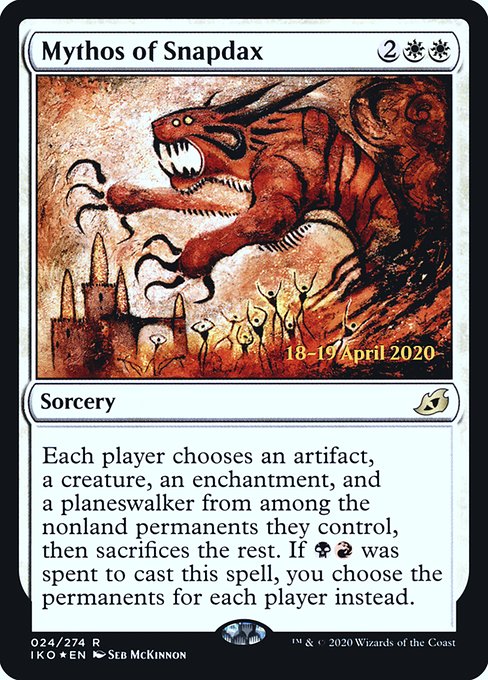 Mythos of Snapdax 2
18–19 April 2020
Sorcery
Each player chooses an artifact,
a creature, an enchantment, and
a planeswalker from among the
nonland permanents they control,
then sacrifices the rest. If was
spent to cast this spell, you choose the
permanents for each player instead.
024/274 R
IKO EN Seb McKinnon
™ & © 2020 Wizards of the Coast